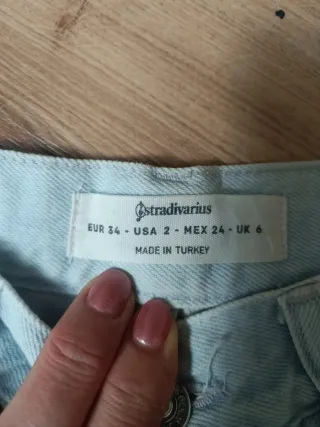 stradivarius
EUR 34 - USA 2 - MEX 24 - UK 6
MADE IN TURKEY